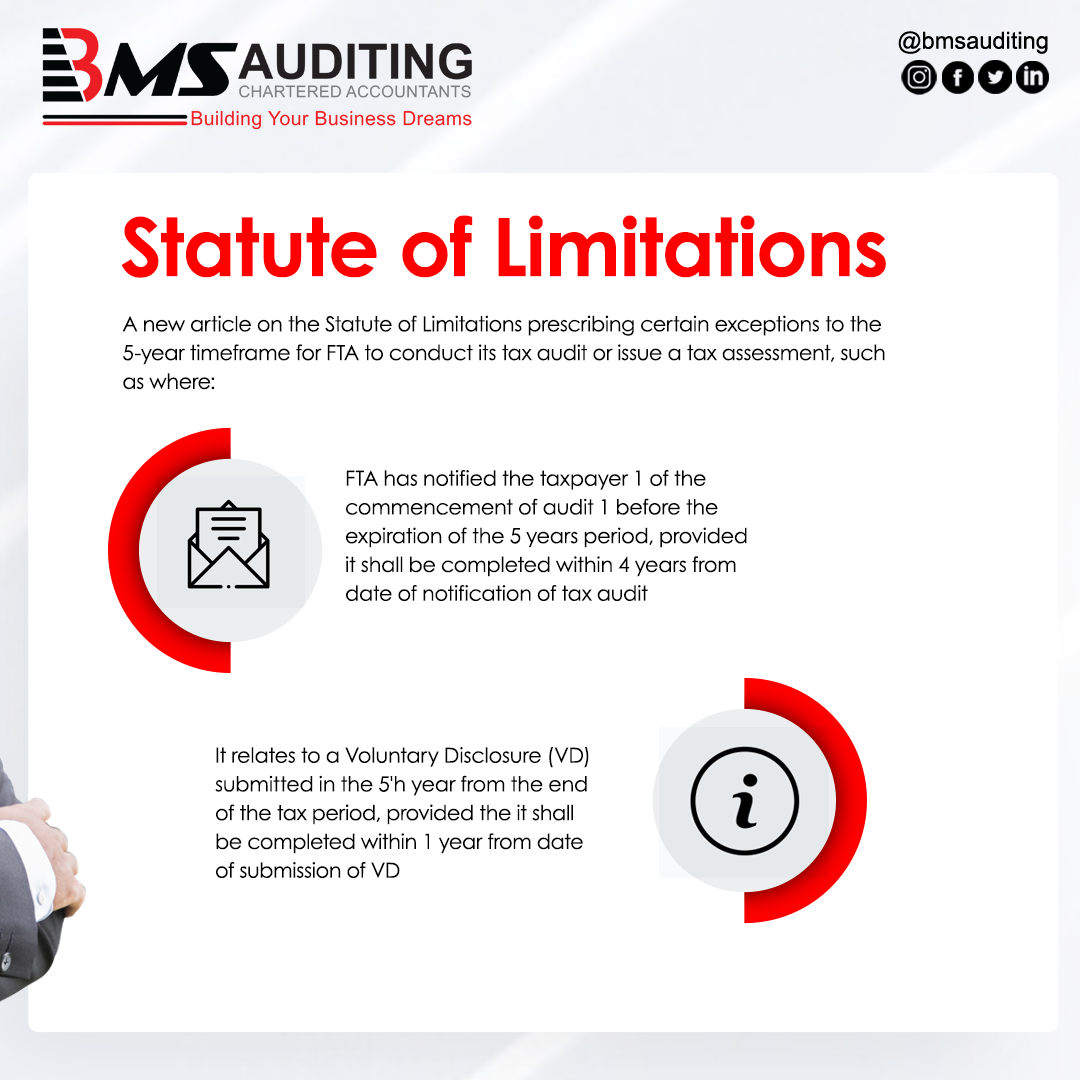 BMS AUDITING
CHARTERED ACCOUNTANTS
Building Your Business Dreams
@bmsauditing
Statute of Limitations
A new article on the Statute of Limitations prescribing certain exceptions to the
5-year timeframe for FTA to conduct its tax audit or issue a tax assessment, such
as where:
FTA has notified the taxpayer 1 of the
commencement of audit 1 before the
expiration of the 5 years period, provided
it shall be completed within 4 years from
date of notification of tax audit
It relates to a Voluntary Disclosure (VD)
submitted in the 5'h year from the end
of the tax period, provided the it shall
be completed within 1 year from date
of submission of VD